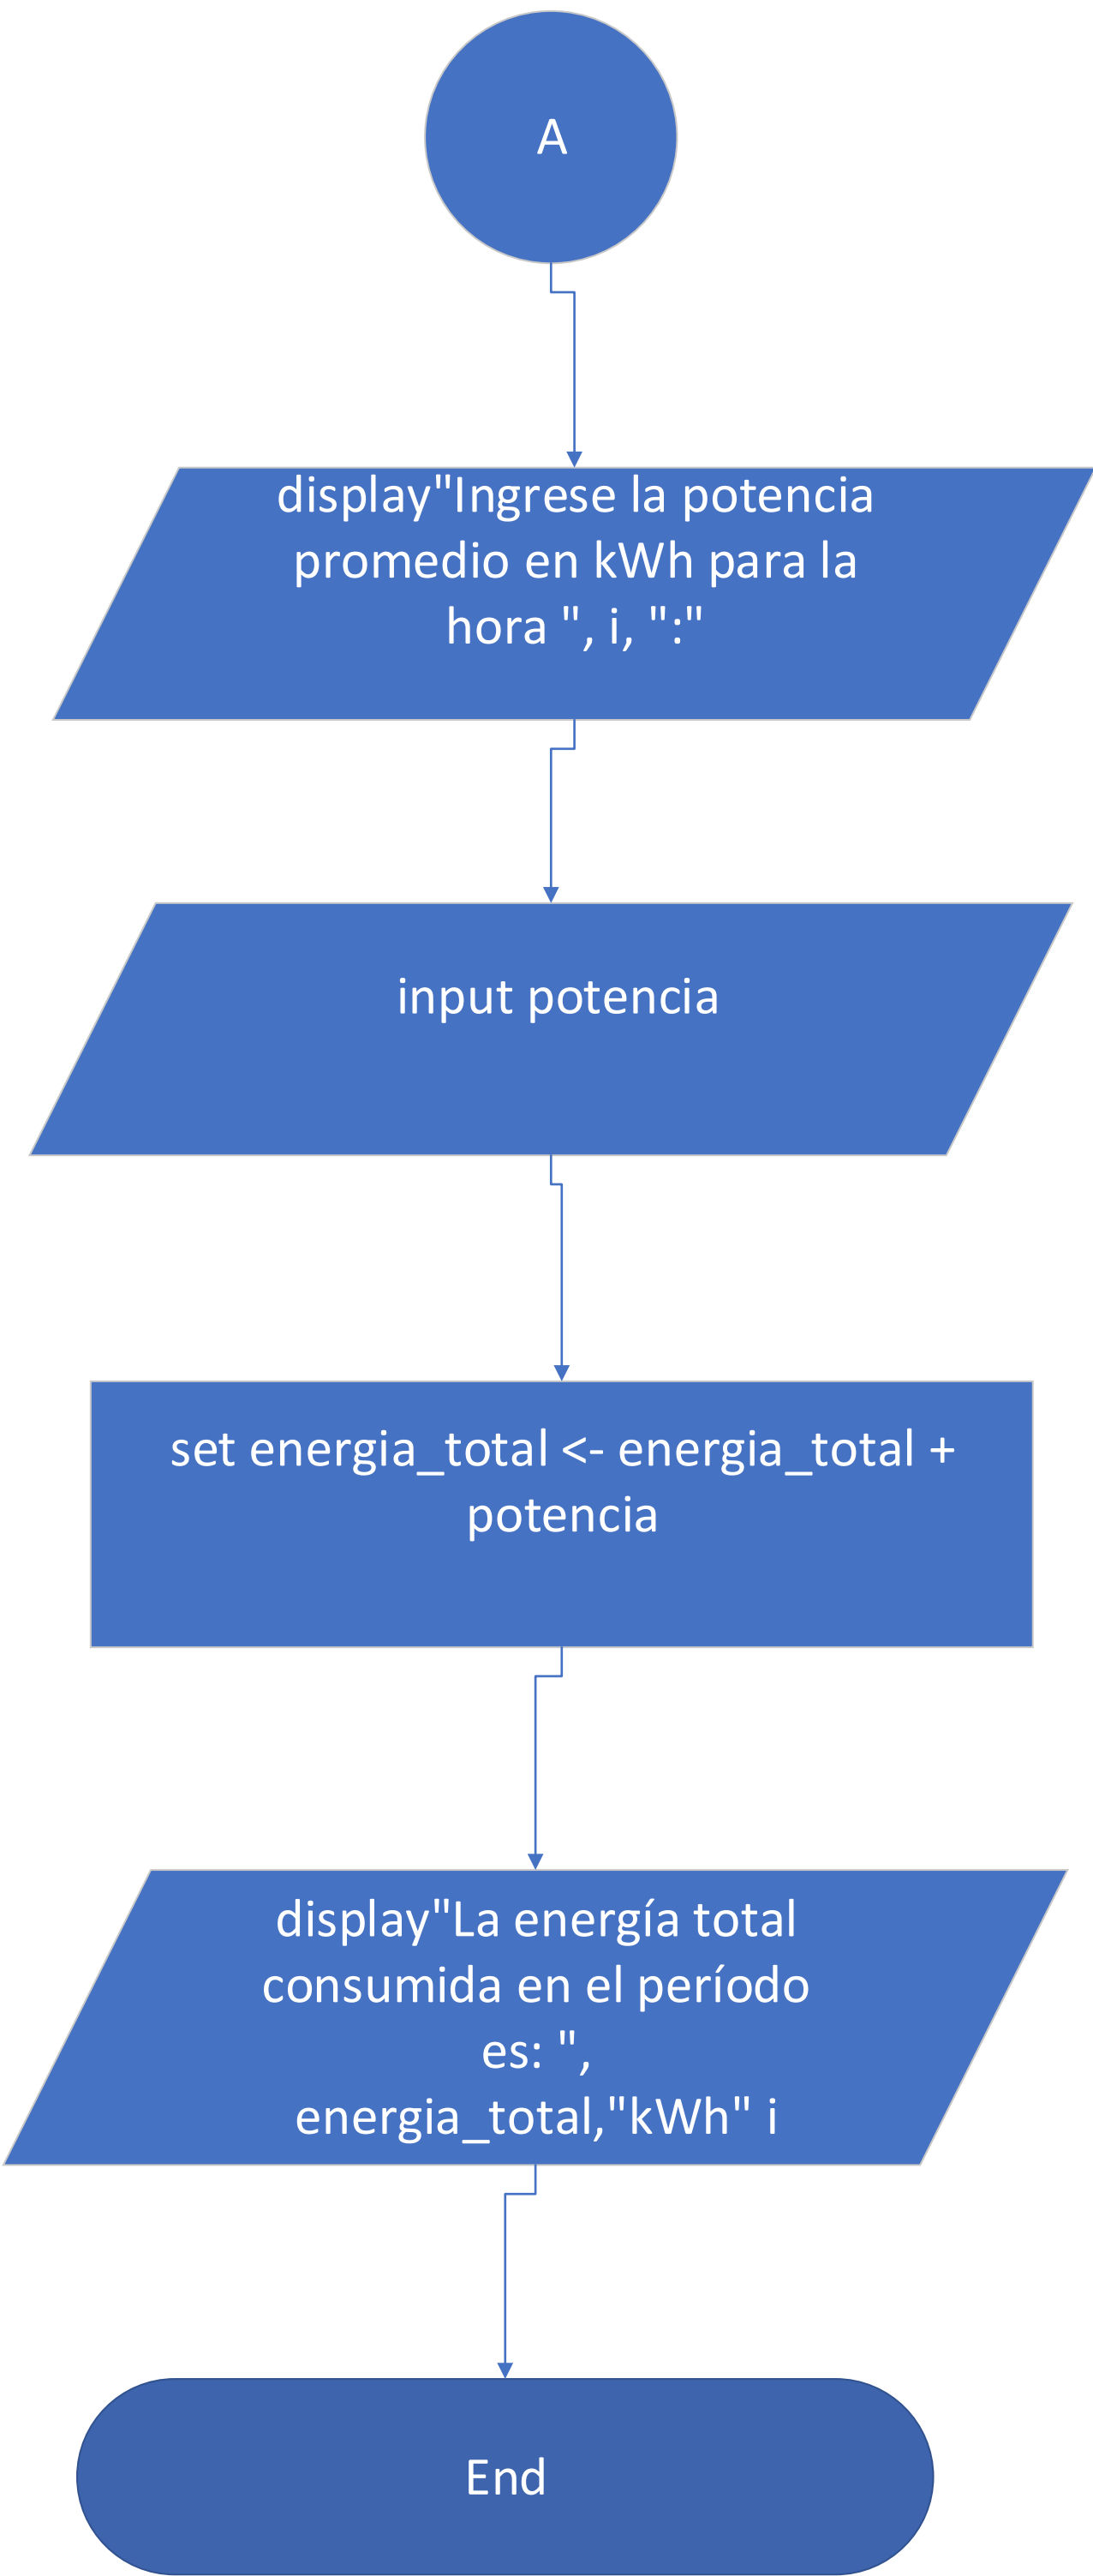 A
display"Ingrese la potencia
promedio en kWh para la
hora ", i, ":"
input potencia
set energia_total <- energia_total +
potencia
display"La energía total
consumida en el período
es: ",
energia_total,"kWh" i
End